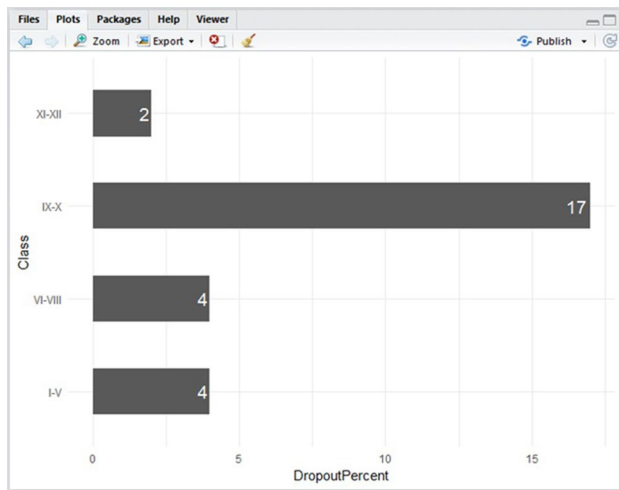 Files Plots Packages Help Viewer
Zoom Export Publish
XI-XII 2
IX-X 17
VI-VIII 4
I-V 4
Class
0 5 10 15
DropoutPercent